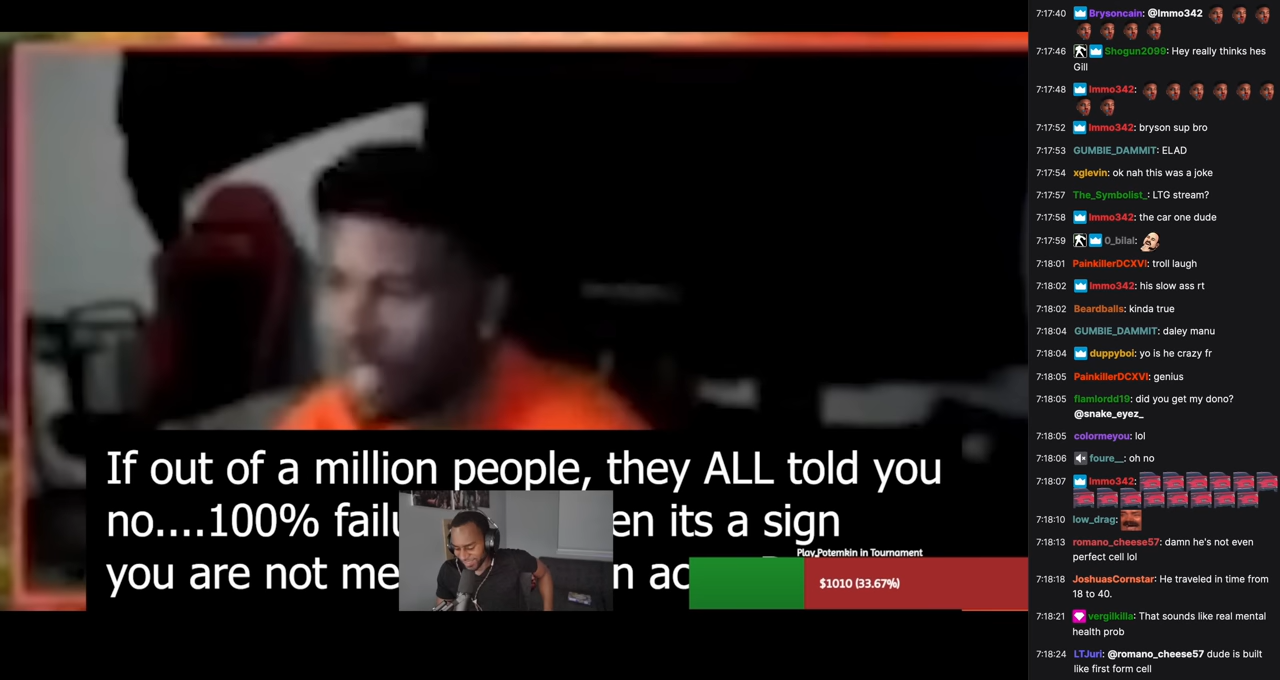 If out of a million people, they ALL told you
no....100% failu en its a sign
you are not me n ac
Play Potemkin in Tournament
$1010 (33.67%)
7:17:40 Brysoncain: @Immo342
7:17:46 Shogun2099: Hey really thinks hes
Gill
7:17:48 Immo342:
7:17:52 Immo342: bryson sup bro
7:17:53 GUMBIE_DAMMIT: ELAD
7:17:54 xglevin: ok nah this was a joke
7:17:57 The_Symbolist_: LTG stream?
7:17:58 Immo342: the car one dude
7:17:59 0_bilal:
7:18:01 PainkillerDCXVI: troll laugh
7:18:02 Immo342: his slow ass rt
7:18:02 Beardballs: kinda true
7:18:04 GUMBIE_DAMMIT: daley manu
7:18:04 duppyboi: yo is he crazy fr
7:18:05 PainkillerDCXVI: genius
7:18:05 flamlordd19: did you get my dono?
@snake_eyez_
7:18:05 colormeyou: lol
7:18:06 foure__: oh no
7:18:07 Immo342:
7:18:10 low_drag:
7:18:13 romano_cheese57: damn he's not even
perfect cell lol
7:18:18 JoshuasCornstar: He traveled in time from
18 to 40.
7:18:21 vergilkilla: That sounds like real mental
health prob
7:18:24 LTJuri: @romano_cheese57 dude is built
like first form cell